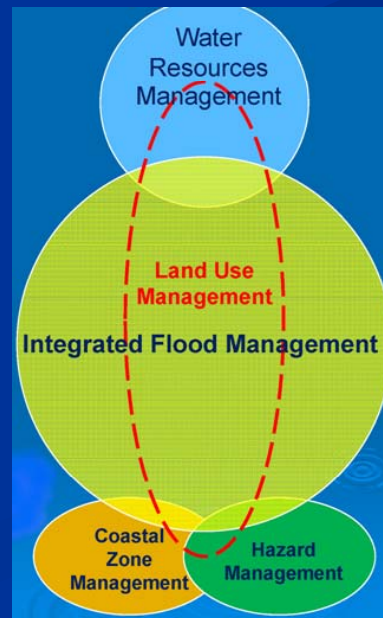 Water
Resources
Management
Land Use
Management
Integrated Flood Management
Coastal
Zone
Management
Hazard
Management